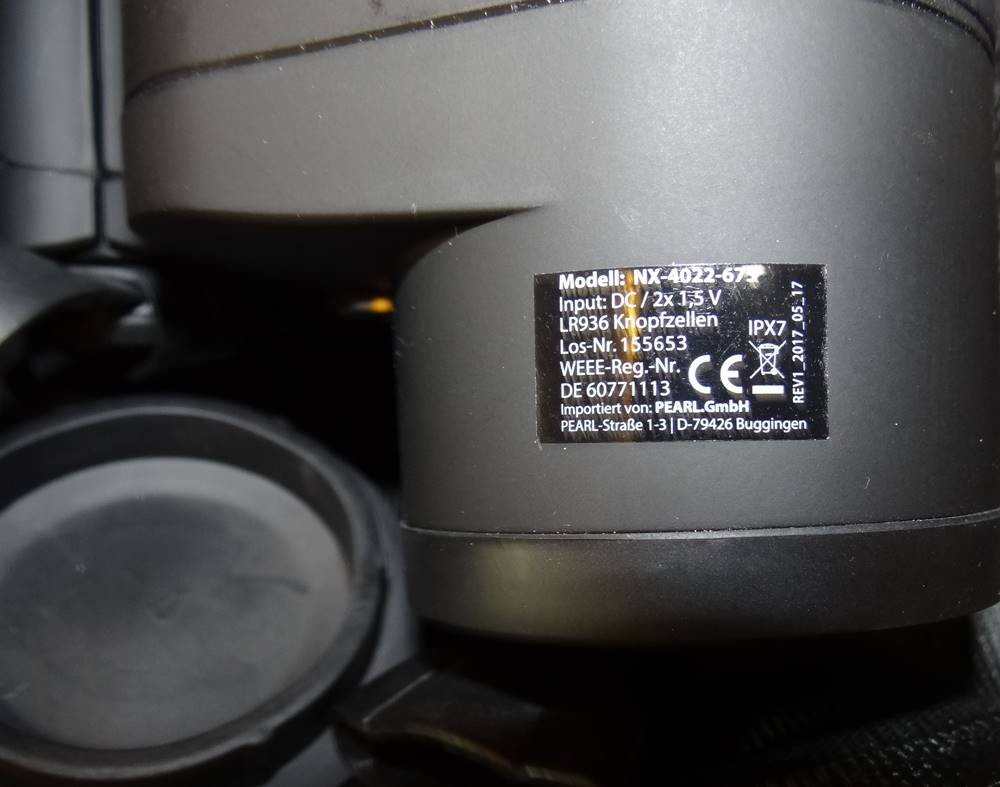 Modell: NX-4022-675
Input: DC / 2x 1,5 V
LR936 Knopfzellen
Los-Nr. 155653
WEEE-Reg.-Nr.
DE 60771113
Importiert von: PEARL.GmbH
PEARL-Straße 1-3 | D-79426 Buggingen
IPX7
CE
REV1_2017_05_17